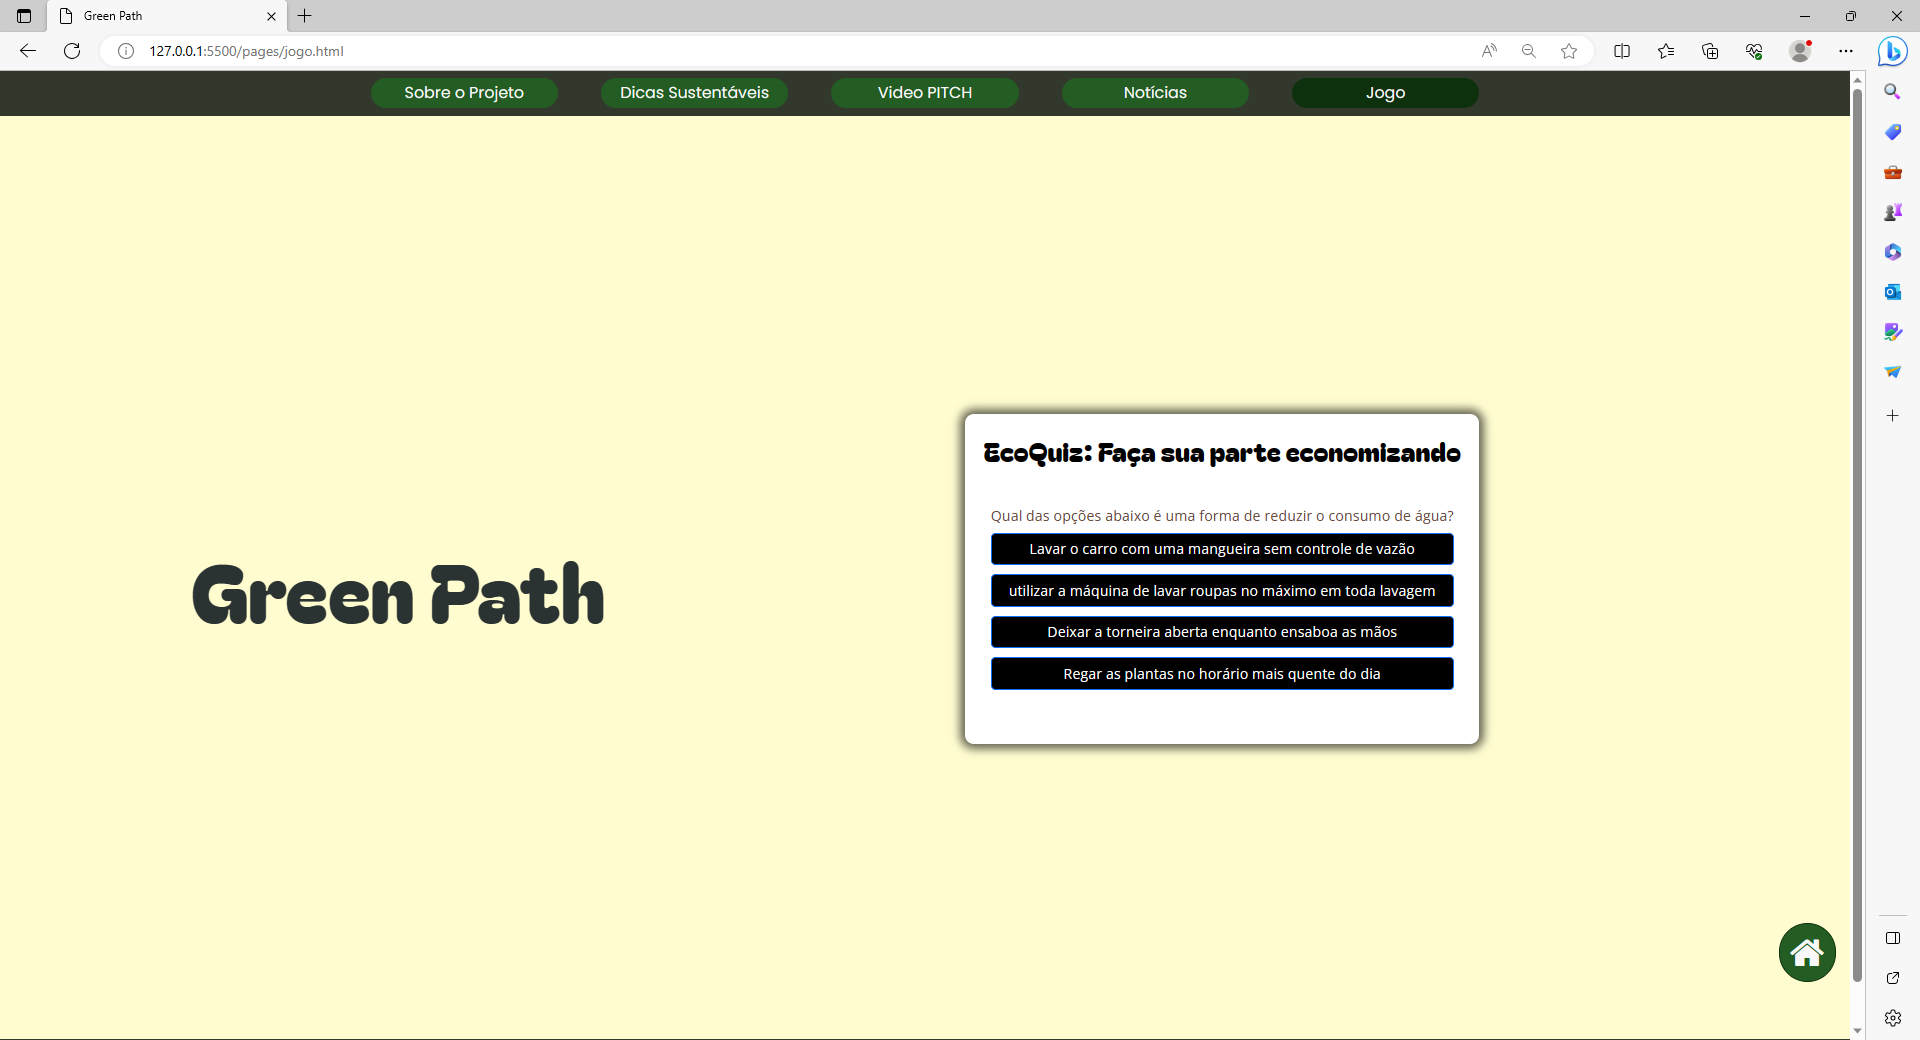 Green Path
127.0.0.1:5500/pages/jogo.html
Sobre o Projeto
Dicas Sustentáveis
Video PITCH
Notícias
Jogo
Green Path
EcoQuiz: Faça sua parte economizando
Qual das opções abaixo é uma forma de reduzir o consumo de água?
Lavar o carro com uma mangueira sem controle de vazão
utilizar a máquina de lavar roupas no máximo em toda lavagem
Deixar a torneira aberta enquanto ensaboa as mãos
Regar as plantas no horário mais quente do dia